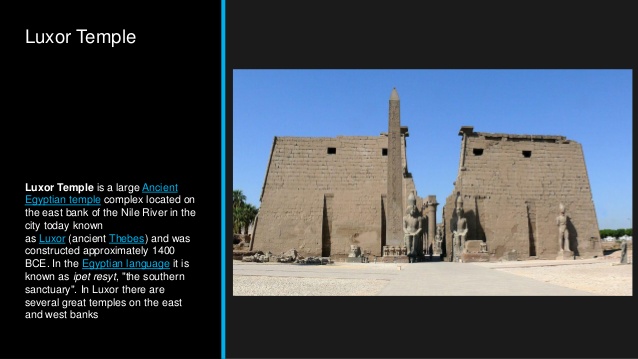 Luxor Temple
Luxor Temple is a large Ancient
Egyptian temple complex located on
the east bank of the Nile River in the
city today known
as Luxor (ancient Thebes) and was
constructed approximately 1400
BCE. In the Egyptian language it is
known as ipet resyt, "the southern
sanctuary". In Luxor there are
several great temples on the east
and west banks